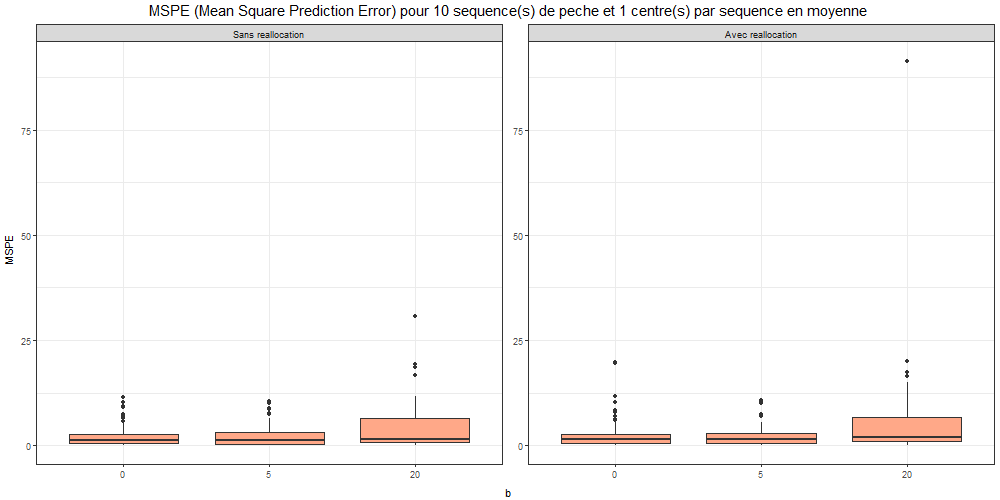 MSPE (Mean Square Prediction Error) pour 10 sequence(s) de peche et 1 centre(s) par sequence en moyenne
Sans reallocation
Avec reallocation
MSPE
75
50
25
0
75
50
25
0
0
5
20
0
5
20
b